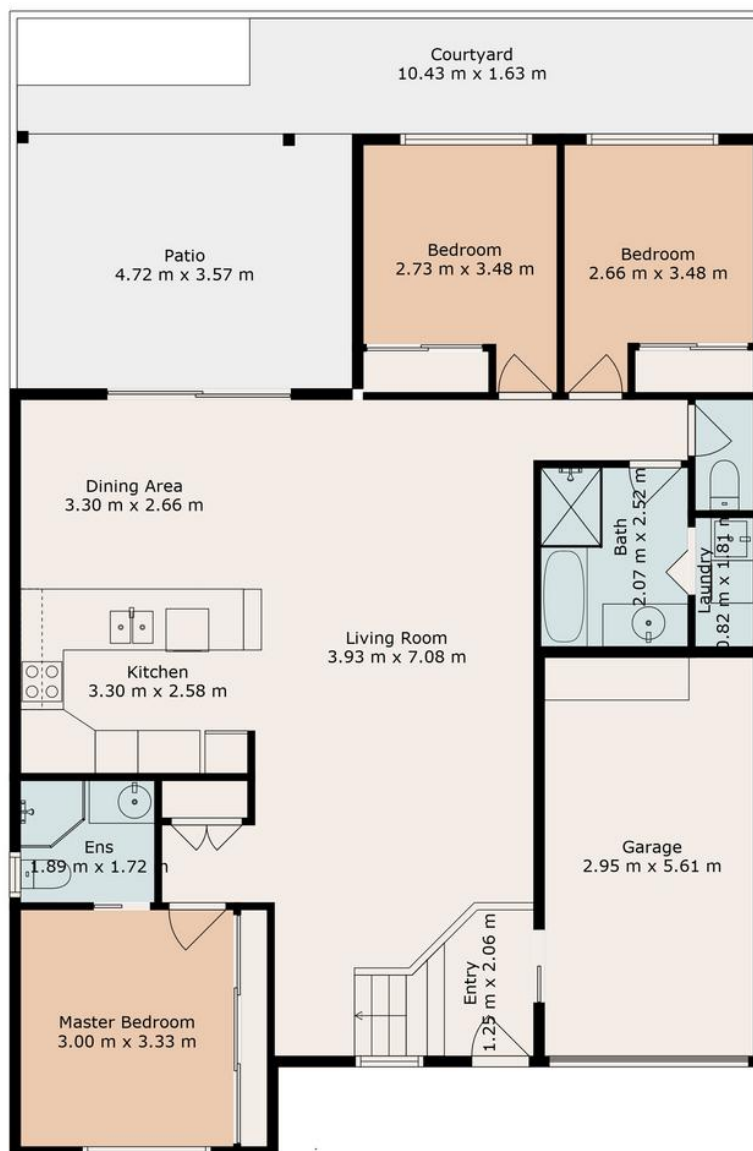 Courtyard
10.43 m x 1.63 m
Patio
4.72 m x 3.57 m
Bedroom
2.73 m x 3.48 m
Bedroom
2.66 m x 3.48 m
Dining Area
3.30 m x 2.66 m
Bath
2.07 m x 2.52 m
Laundry
0.82 m x 1.81 m
Living Room
3.93 m x 7.08 m
Kitchen
3.30 m x 2.58 m
Ens
1.89 m x 1.72 m
Garage
2.95 m x 5.61 m
Entry
1.25 m x 2.06 m
Master Bedroom
3.00 m x 3.33 m